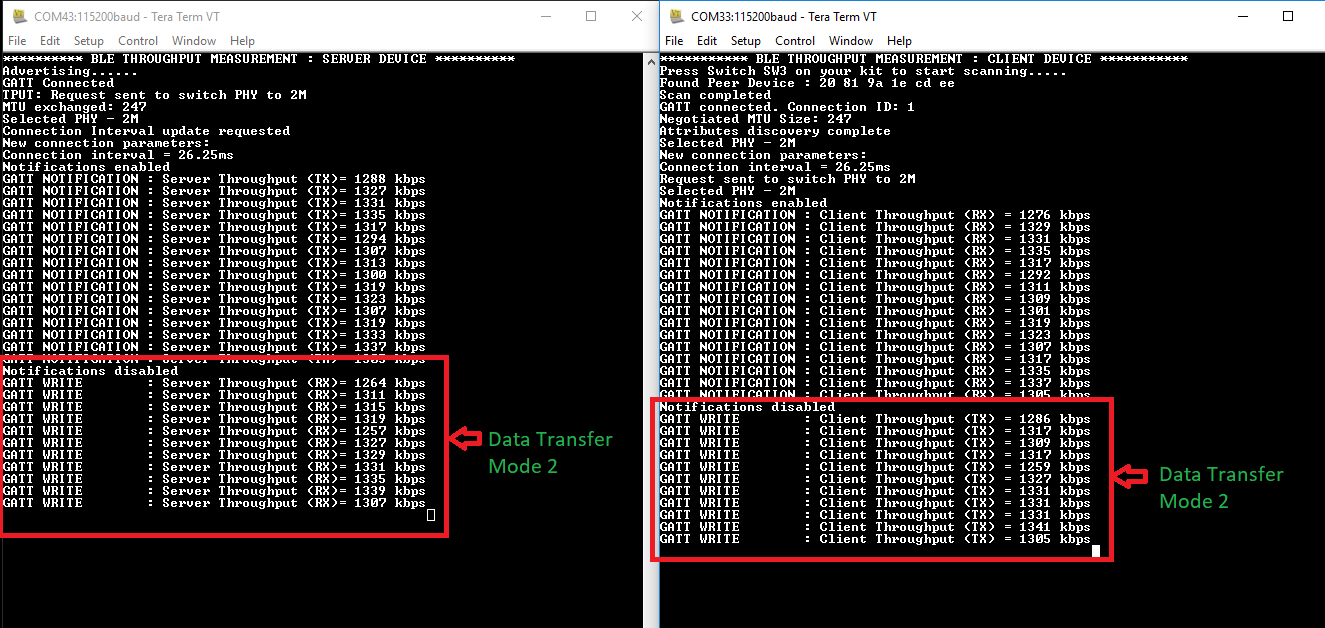 COM43:115200baud - Tera Term VT
File Edit Setup Control Window Help
********** BLE THROUGHPUT MEASUREMENT : SERVER DEVICE **********
Advertising......
GATT Connected
TPUT: Request sent to switch PHY to 2M
MTU exchanged: 247
Selected PHY - 2M
Connection Interval update requested
New connection parameters:
Connection interval = 26.25ms
Notifications enabled
GATT NOTIFICATION : Server Throughput (TX)= 1288 kbps
GATT NOTIFICATION : Server Throughput (TX)= 1327 kbps
GATT NOTIFICATION : Server Throughput (TX)= 1331 kbps
GATT NOTIFICATION : Server Throughput (TX)= 1335 kbps
GATT NOTIFICATION : Server Throughput (TX)= 1317 kbps
GATT NOTIFICATION : Server Throughput (TX)= 1294 kbps
GATT NOTIFICATION : Server Throughput (TX)= 1307 kbps
GATT NOTIFICATION : Server Throughput (TX)= 1313 kbps
GATT NOTIFICATION : Server Throughput (TX)= 1300 kbps
GATT NOTIFICATION : Server Throughput (TX)= 1319 kbps
GATT NOTIFICATION : Server Throughput (TX)= 1323 kbps
GATT NOTIFICATION : Server Throughput (TX)= 1307 kbps
GATT NOTIFICATION : Server Throughput (TX)= 1319 kbps
GATT NOTIFICATION : Server Throughput (TX)= 1333 kbps
GATT NOTIFICATION : Server Throughput (TX)= 1337 kbps
GATT NOTIFICATION : Server Throughput (TX)= 1305 kbps
Notifications disabled
GATT WRITE : Server Throughput (RX)= 1264 kbps
GATT WRITE : Server Throughput (RX)= 1311 kbps
GATT WRITE : Server Throughput (RX)= 1315 kbps
GATT WRITE : Server Throughput (RX)= 1319 kbps
GATT WRITE : Server Throughput (RX)= 1257 kbps
GATT WRITE : Server Throughput (RX)= 1327 kbps
GATT WRITE : Server Throughput (RX)= 1329 kbps
GATT WRITE : Server Throughput (RX)= 1331 kbps
GATT WRITE : Server Throughput (RX)= 1335 kbps
GATT WRITE : Server Throughput (RX)= 1339 kbps
GATT WRITE : Server Throughput (RX)= 1307 kbps
Data Transfer
Mode 2
COM33:115200baud - Tera Term VT
File Edit Setup Control Window Help
*********** BLE THROUGHPUT MEASUREMENT : CLIENT DEVICE ***********
Press Switch SW3 on your kit to start scanning.....
Found Peer Device : 20 81 9a 1e cd ee
Scan completed
GATT connected. Connection ID: 1
Negotiated MTU Size: 247
Attributes discovery complete
Selected PHY - 2M
New connection parameters:
Connection interval = 26.25ms
Request sent to switch PHY to 2M
Selected PHY - 2M
Notifications enabled
GATT NOTIFICATION : Client Throughput (RX) = 1276 kbps
GATT NOTIFICATION : Client Throughput (RX) = 1329 kbps
GATT NOTIFICATION : Client Throughput (RX) = 1331 kbps
GATT NOTIFICATION : Client Throughput (RX) = 1335 kbps
GATT NOTIFICATION : Client Throughput (RX) = 1317 kbps
GATT NOTIFICATION : Client Throughput (RX) = 1292 kbps
GATT NOTIFICATION : Client Throughput (RX) = 1311 kbps
GATT NOTIFICATION : Client Throughput (RX) = 1309 kbps
GATT NOTIFICATION : Client Throughput (RX) = 1301 kbps
GATT NOTIFICATION : Client Throughput (RX) = 1319 kbps
GATT NOTIFICATION : Client Throughput (RX) = 1323 kbps
GATT NOTIFICATION : Client Throughput (RX) = 1307 kbps
GATT NOTIFICATION : Client Throughput (RX) = 1317 kbps
GATT NOTIFICATION : Client Throughput (RX) = 1335 kbps
GATT NOTIFICATION : Client Throughput (RX) = 1337 kbps
GATT NOTIFICATION : Client Throughput (RX) = 1305 kbps
Notifications disabled
GATT WRITE : Client Throughput (TX) = 1286 kbps
GATT WRITE : Client Throughput (TX) = 1317 kbps
GATT WRITE : Client Throughput (TX) = 1309 kbps
GATT WRITE : Client Throughput (TX) = 1317 kbps
GATT WRITE : Client Throughput (TX) = 1259 kbps
GATT WRITE : Client Throughput (TX) = 1327 kbps
GATT WRITE : Client Throughput (TX) = 1331 kbps
GATT WRITE : Client Throughput (TX) = 1331 kbps
GATT WRITE : Client Throughput (TX) = 1331 kbps
GATT WRITE : Client Throughput (TX) = 1341 kbps
GATT WRITE : Client Throughput (TX) = 1305 kbps
Data Transfer
Mode 2